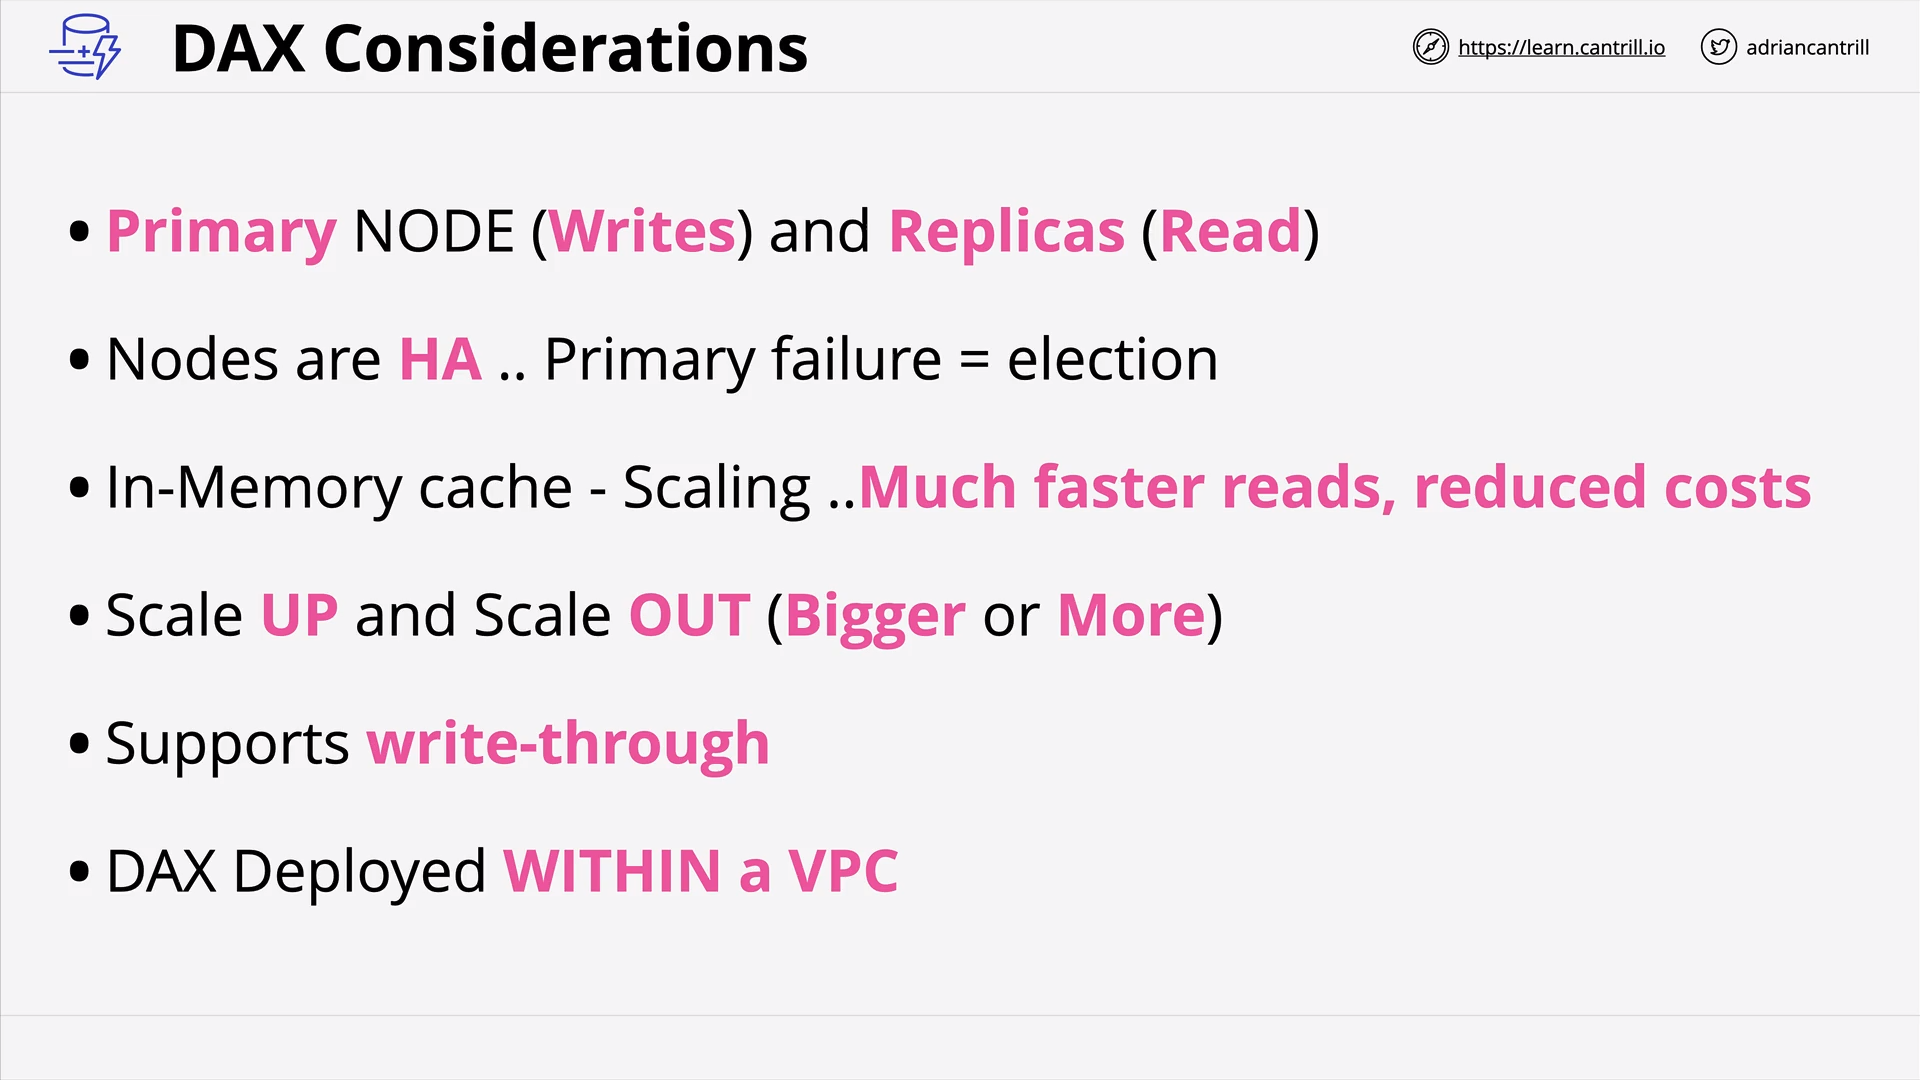 DAX Considerations
https://learn.cantrill.io
adriancantrill
• Primary NODE (Writes) and Replicas (Read)
• Nodes are HA .. Primary failure = election
• In-Memory cache - Scaling ..Much faster reads, reduced costs
• Scale UP and Scale OUT (Bigger or More)
• Supports write-through
• DAX Deployed WITHIN a VPC